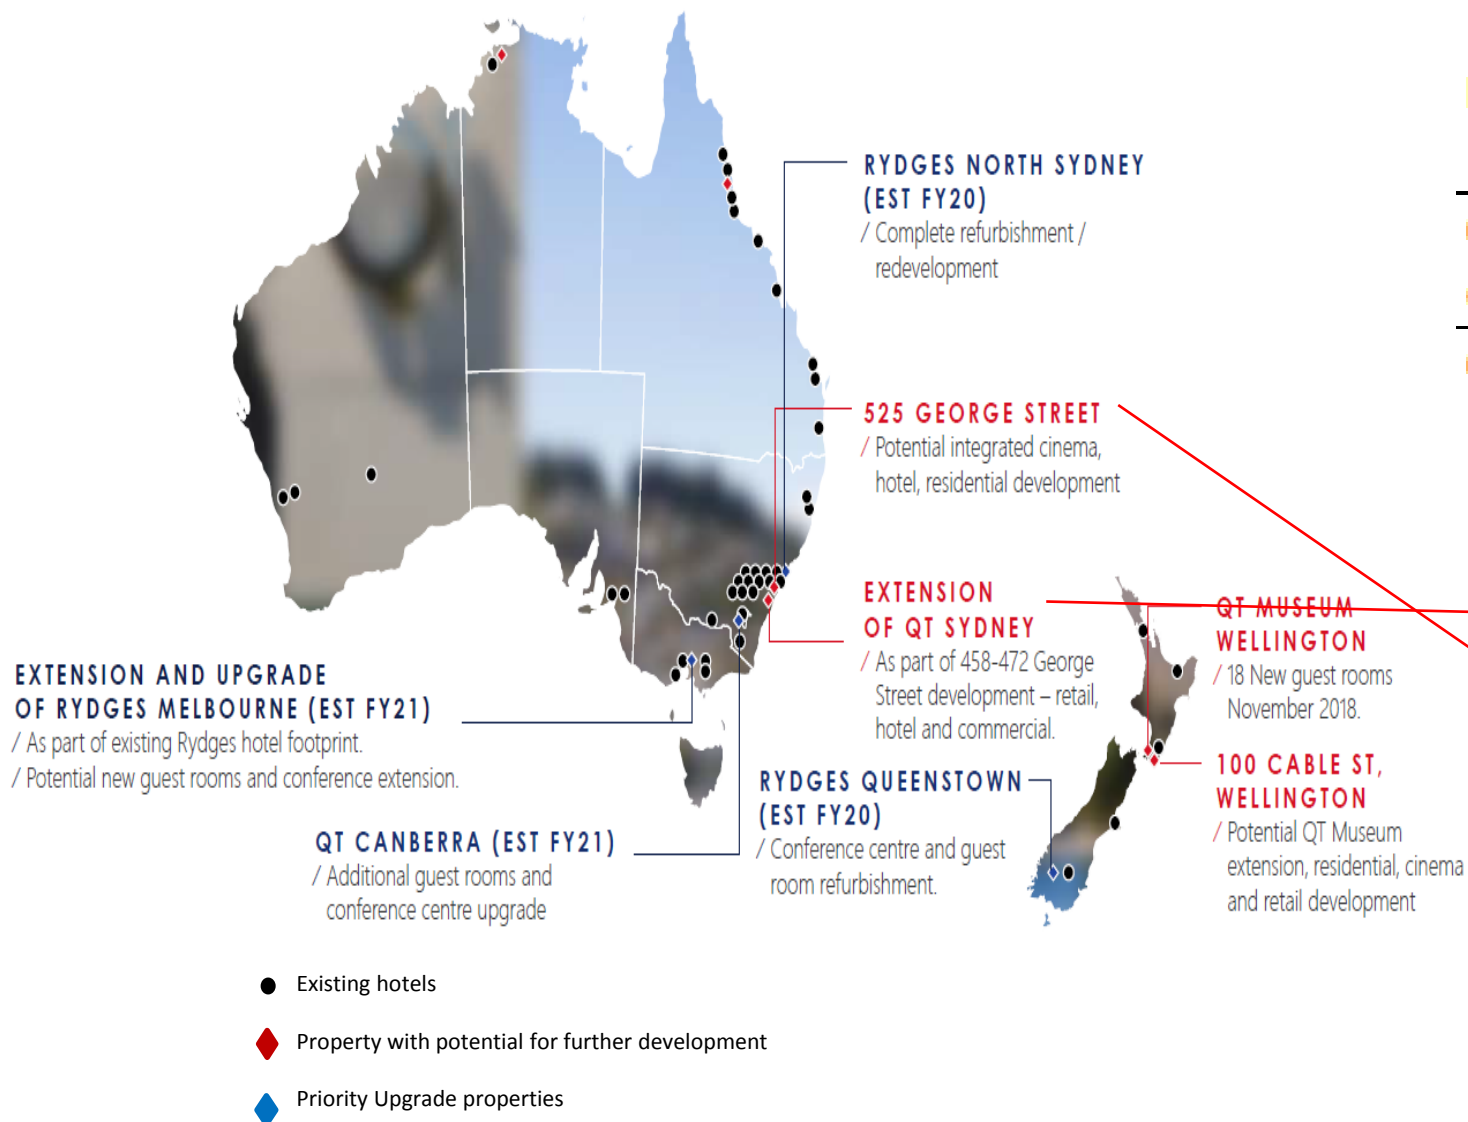 RYDGES NORTH SYDNEY
(EST FY20)
/ Complete refurbishment /
redevelopment
525 GEORGE STREET
/ Potential integrated cinema,
hotel, residential development
EXTENSION
OF QT SYDNEY
/ As part of 458-472 George
Street development – retail,
hotel and commercial.
QT MUSEUM
WELLINGTON
/ 18 New guest rooms
November 2018.
100 CABLE ST,
WELLINGTON
/ Potential QT Museum
extension, residential, cinema
and retail development
EXTENSION AND UPGRADE
OF RYDGES MELBOURNE (EST FY21)
/ As part of existing Rydges hotel footprint.
/ Potential new guest rooms and conference extension.
RYDGES QUEENSTOWN
(EST FY20)
/ Conference centre and guest
room refurbishment.
QT CANBERRA (EST FY21)
/ Additional guest rooms and
conference centre upgrade
Existing hotels
Property with potential for further development
Priority Upgrade properties